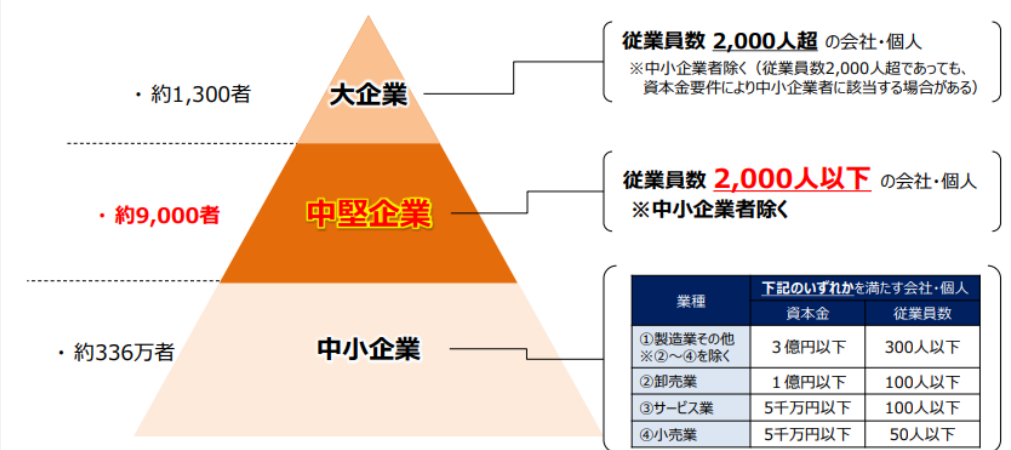 従業員数 2,000人超 の会社・個人
※中小企業者除く（従業員数2,000人超であっても、
資本金要件により中小企業者に該当する場合がある）
・約1,300者
大企業
従業員数 2,000人以下 の会社・個人
※中小企業者除く
・約9,000者
中堅企業
・約336万者
中小企業
業種
下記のいずれかを満たす会社・個人
資本金
従業員数
①製造業その他
※②～④を除く
３億円以下
300人以下
②卸売業
１億円以下
100人以下
③サービス業
5千万円以下
100人以下
④小売業
5千万円以下
50人以下